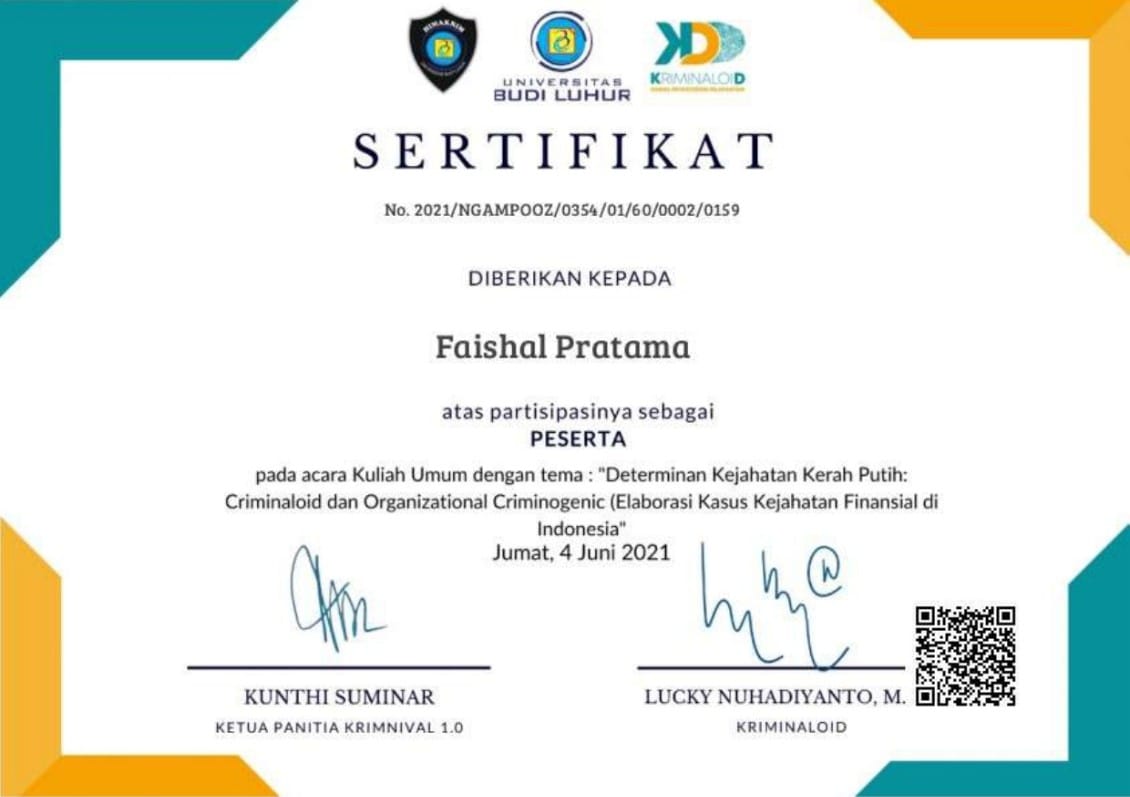 HIMAKRIM
UNIVERSITAS
BUDI LUHUR
KRIMINALOID
SERTIFIKAT
No. 2021/NGAMPOOZ/0354/01/60/0002/0159
DIBERIKAN KEPADA
Faishal Pratama
atas partisipasinya sebagai
PESERTA
pada acara Kuliah Umum dengan tema : "Determinan Kejahatan Kerah Putih:
Criminaloid dan Organizational Criminogenic (Elaborasi Kasus Kejahatan Finansial di
Indonesia"
Jumat, 4 Juni 2021
KUNTHI SUMINAR
KETUA PANITIA KRIMNIVAL 1.0
LUCKY NUHADIYANTO, M.
KRIMINALOID